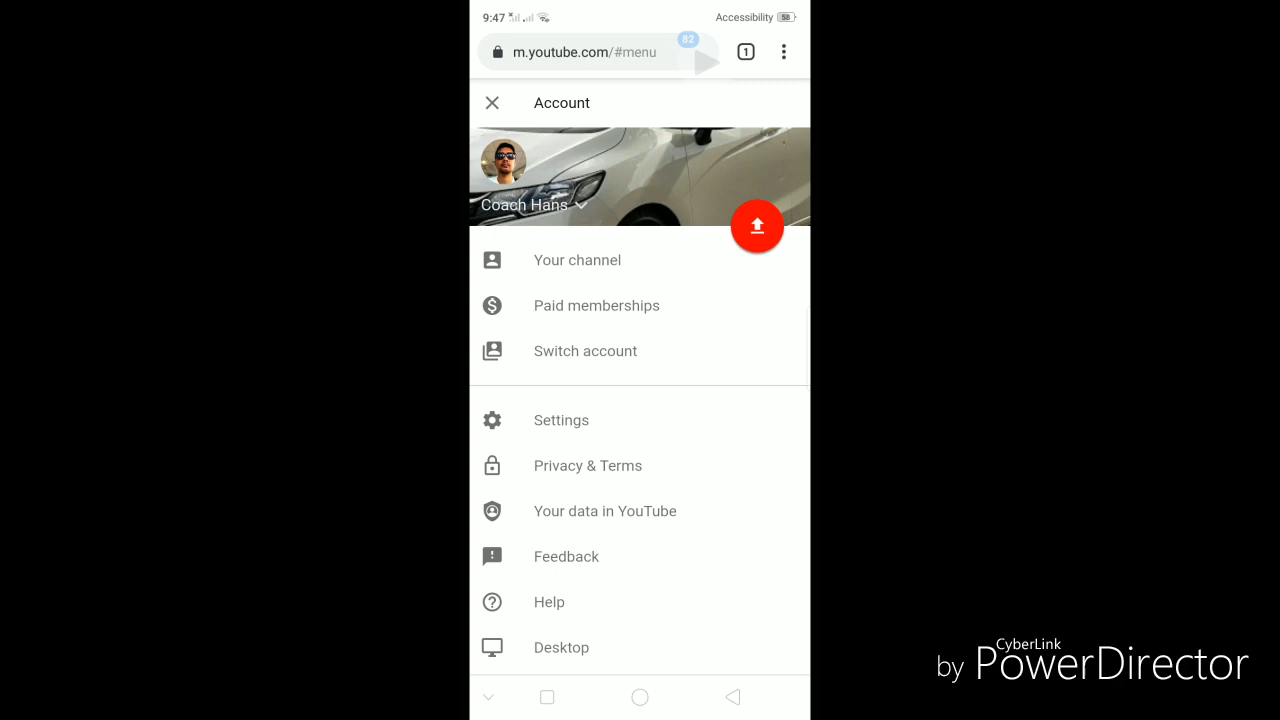 9:47
Accessibility 58
m.youtube.com/#menu
82
1
Account
Coach Hans
Your channel
Paid memberships
Switch account
Settings
Privacy & Terms
Your data in YouTube
Feedback
Help
Desktop
CyberLink
by PowerDirector